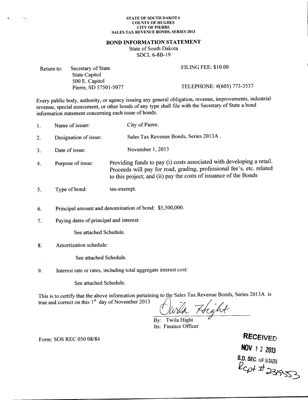 STATE OF SOUTH DAKOTA
COUNTY OF HUGHES
CITY OF PIERRE
SALES TAX REVENUE BONDS, SERIES 2013
BOND INFORMATION STATEMENT
State of South Dakota
SDCL 6-8B-19
Return to: Secretary of State FILING FEE: $10.00
State Capitol
500 E. Capitol
Pierre, SD 57501-5077 TELEPHONE: #(605) 773-3537
Every public body, authority, or agency issuing any general obligation, revenue, improvements, industrial
revenue, special assessment, or other bonds of any type shall file with the Secretary of State a bond
information statement concerning each issue of bonds.
1. Name of issuer: City of Pierre.
2. Designation of issue: Sales Tax Revenue Bonds, Series 2013A .
3. Date of issue: November 1, 2013
4. Purpose of issue: Providing funds to pay (i) costs associated with developing a retail.
Proceeds will pay for road, grading, professional fee's, etc. related
to this project; and (ii) pay the costs of issuance of the Bonds
5. Type of bond: tax-exempt.
6. Principal amount and denomination of bond: $5,500,000.
7. Paying dates of principal and interest:
See attached Schedule.
8. Amortization schedule:
See attached Schedule.
9. Interest rate or rates, including total aggregate interest cost:
See attached Schedule.
This is to certify that the above information pertaining to the Sales Tax Revenue Bonds, Series 2013A is
true and correct on this 1st day of November 2013
Twila Hight
By: Twila Hight
Its: Finance Officer
Form: SOS REC 050 08/84
RECEIVED
NOV 12 2013
S.D. SEC. OF STATE
Rcpt #